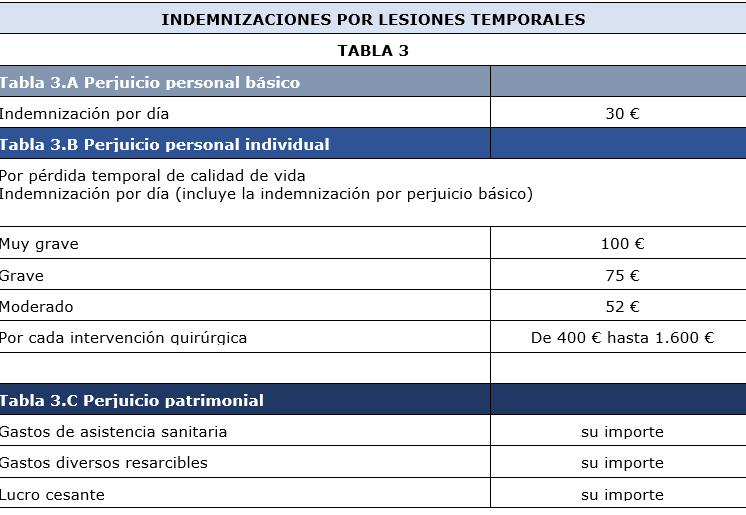 INDEMNIZACIONES POR LESIONES TEMPORALES
TABLA 3
Tabla 3.A Perjuicio personal básico
Indemnización por día 30 €
Tabla 3.B Perjuicio personal individual
Por pérdida temporal de calidad de vida
Indemnización por día (incluye la indemnización por perjuicio básico)
Muy grave 100 €
Grave 75 €
Moderado 52 €
Por cada intervención quirúrgica De 400 € hasta 1.600 €
Tabla 3.C Perjuicio patrimonial
Gastos de asistencia sanitaria su importe
Gastos diversos resarcibles su importe
Lucro cesante su importe